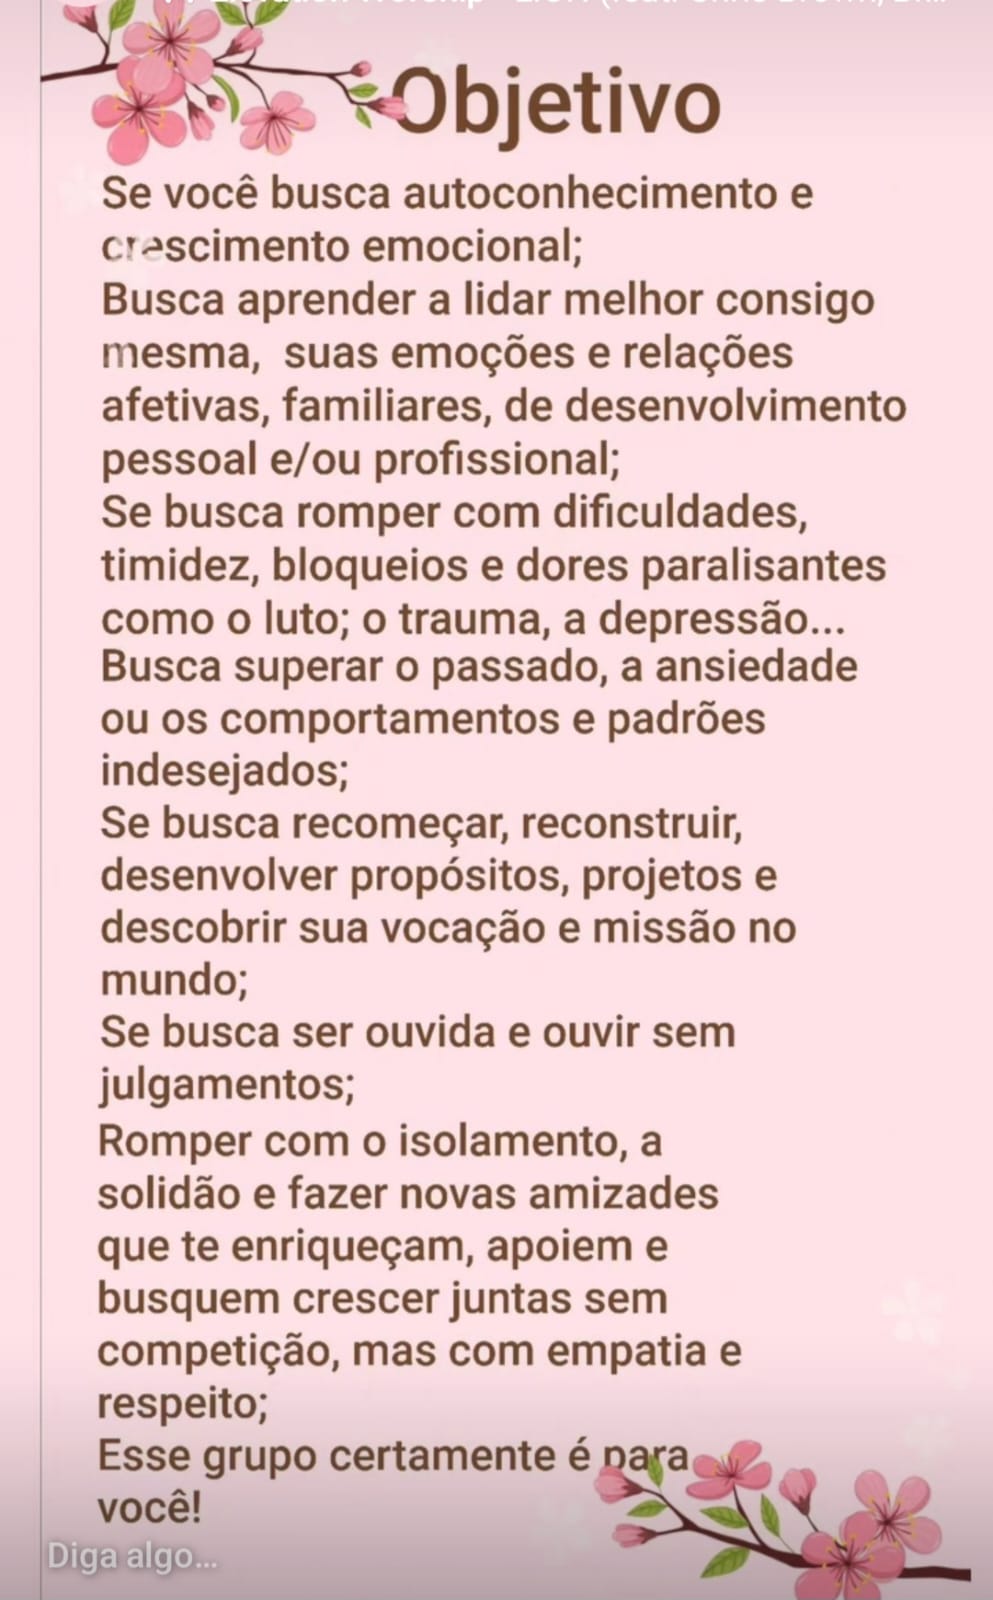 Elevation Worship -
Objetivo
Se você busca autoconhecimento e
crescimento emocional;
Busca aprender a lidar melhor consigo
mesma, suas emoções e relações
afetivas, familiares, de desenvolvimento
pessoal e/ou profissional;
Se busca romper com dificuldades,
timidez, bloqueios e dores paralisantes
como o luto; o trauma, a depressão...
Busca superar o passado, a ansiedade
ou os comportamentos e padrões
indesejados;
Se busca recomeçar, reconstruir,
desenvolver propósitos, projetos e
descobrir sua vocação e missão no
mundo;
Se busca ser ouvida e ouvir sem
julgamentos;
Romper com o isolamento, a
solidão e fazer novas amizades
que te enriqueçam, apoiem e
busquem crescer juntas sem
competição, mas com empatia e
respeito;
Esse grupo certamente é para
você!
Diga algo...